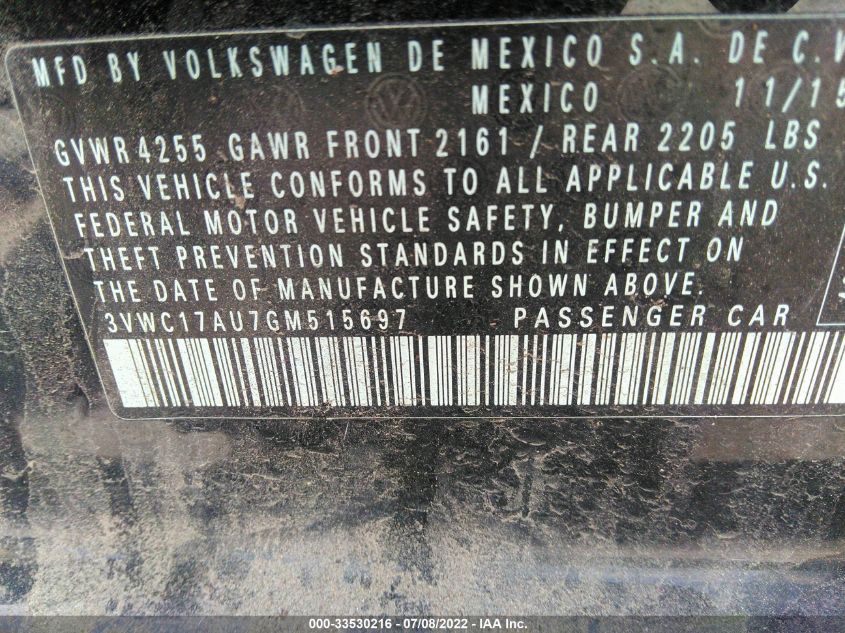 MFD BY VOLKSWAGEN DE MEXICO S.A. DE C.V
MEXICO 11/15
GVWR 4255 GAWR FRONT 2161 / REAR 2205 LBS
THIS VEHICLE CONFORMS TO ALL APPLICABLE U.S.
FEDERAL MOTOR VEHICLE SAFETY, BUMPER AND
THEFT PREVENTION STANDARDS IN EFFECT ON
THE DATE OF MANUFACTURE SHOWN ABOVE.
3VWC17AU7GM515697 PASSENGER CAR
000-33530216 - 07/08/2022 - IAA Inc.